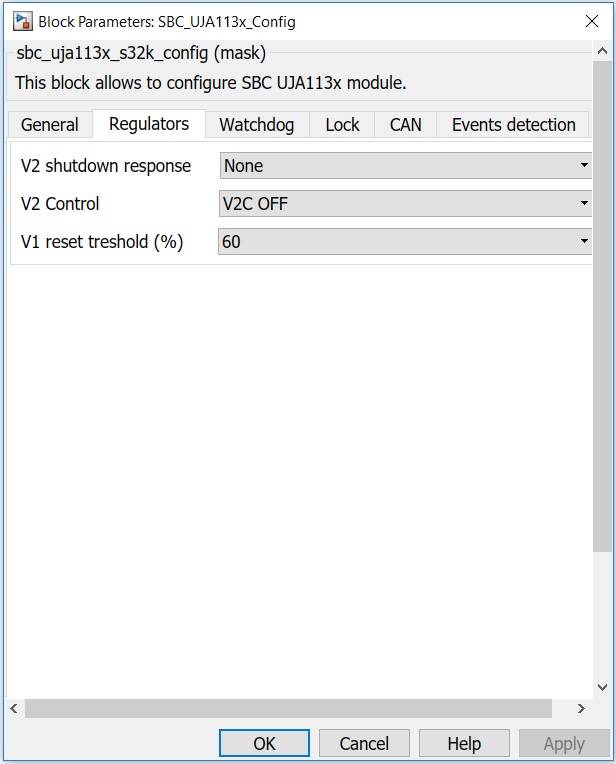 Block Parameters: SBC_UJA113x_Config
sbc_uja113x_s32k_config (mask)
This block allows to configure SBC UJA113x module.
General Regulators Watchdog Lock CAN Events detection
V2 shutdown response None
V2 Control V2C OFF
V1 reset treshold (%) 60
OK Cancel Help Apply